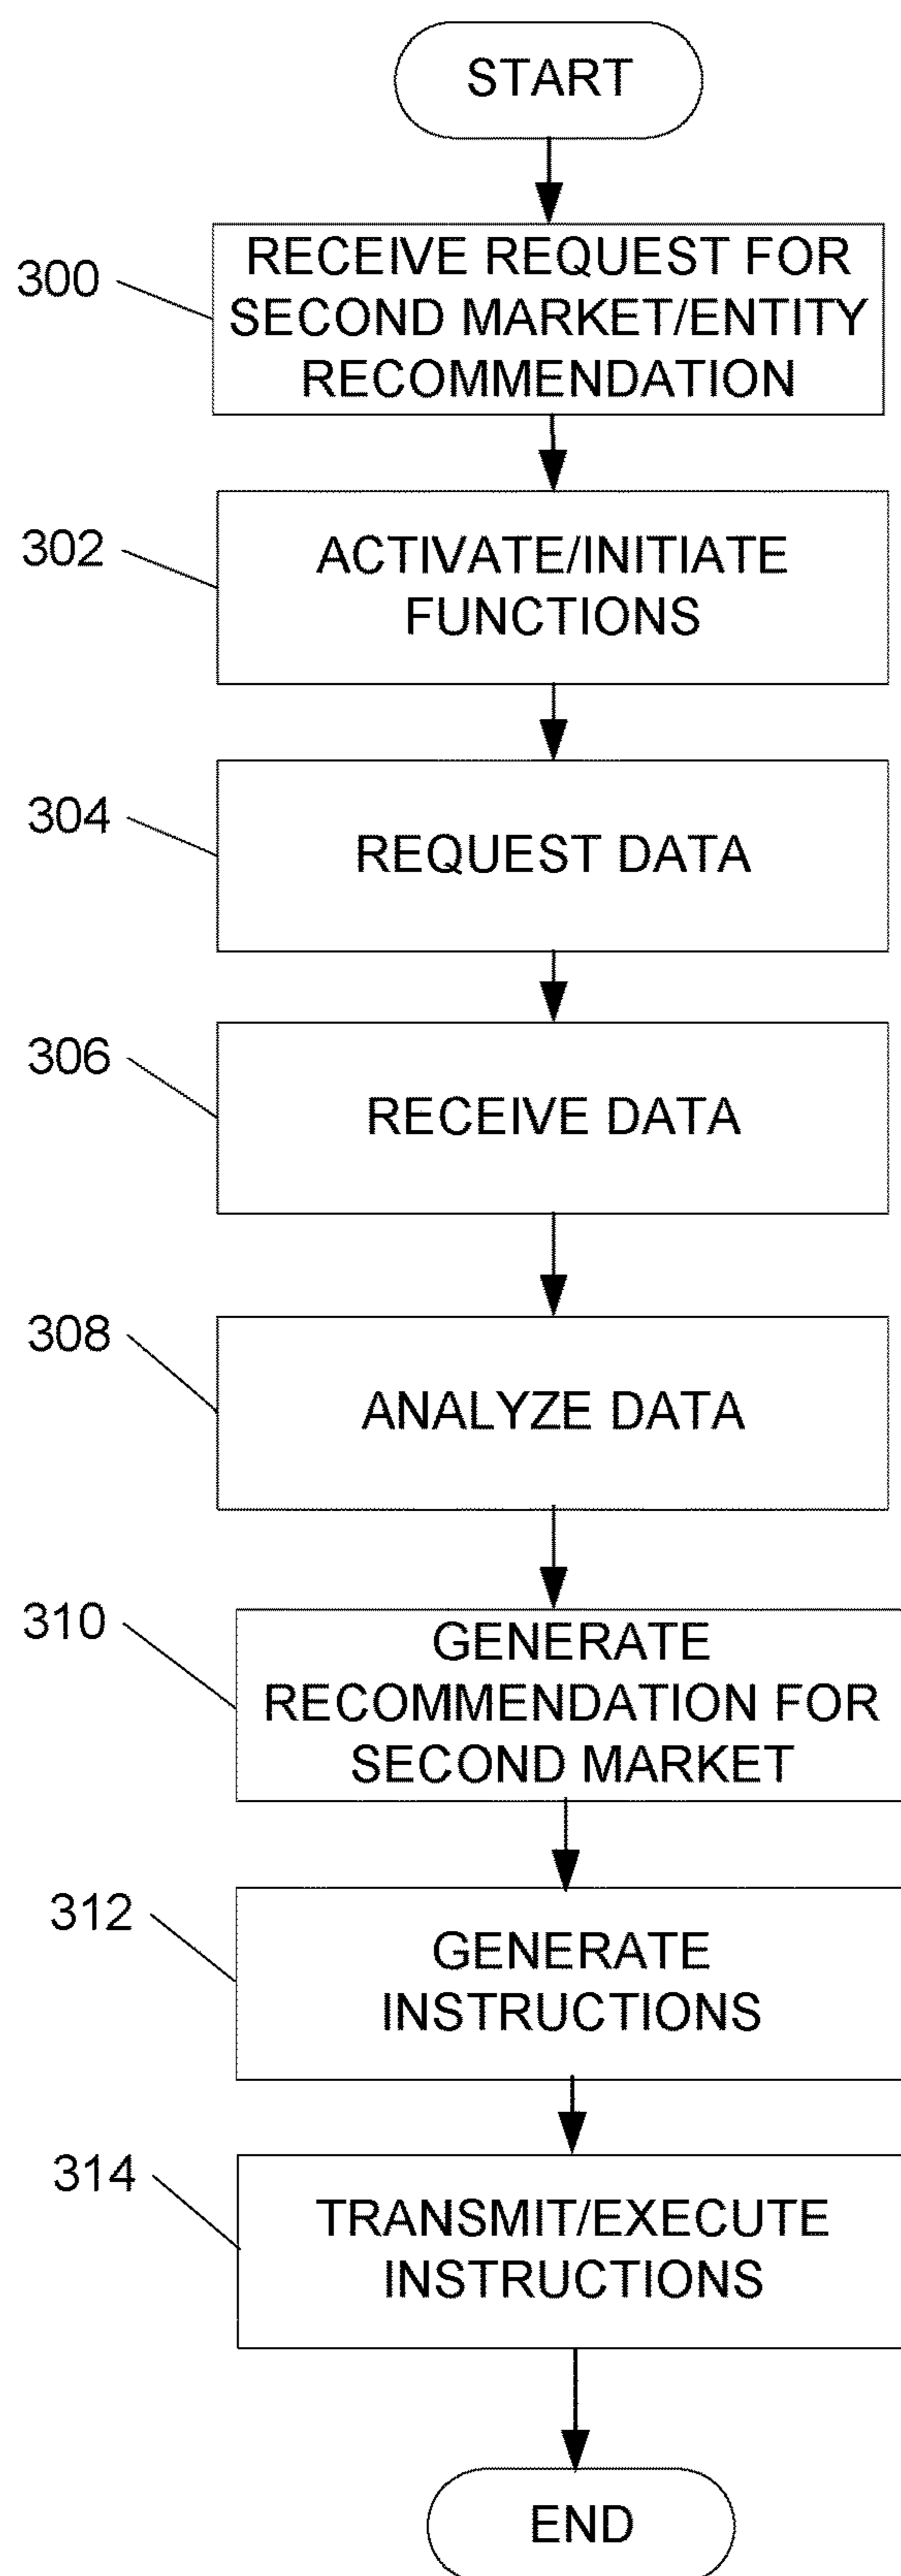 START
300
RECEIVE REQUEST FOR
SECOND MARKET/ENTITY
RECOMMENDATION
302
ACTIVATE/INITIATE
FUNCTIONS
304
REQUEST DATA
306
RECEIVE DATA
308
ANALYZE DATA
310
GENERATE
RECOMMENDATION FOR
SECOND MARKET
312
GENERATE
INSTRUCTIONS
314
TRANSMIT/EXECUTE
INSTRUCTIONS
END